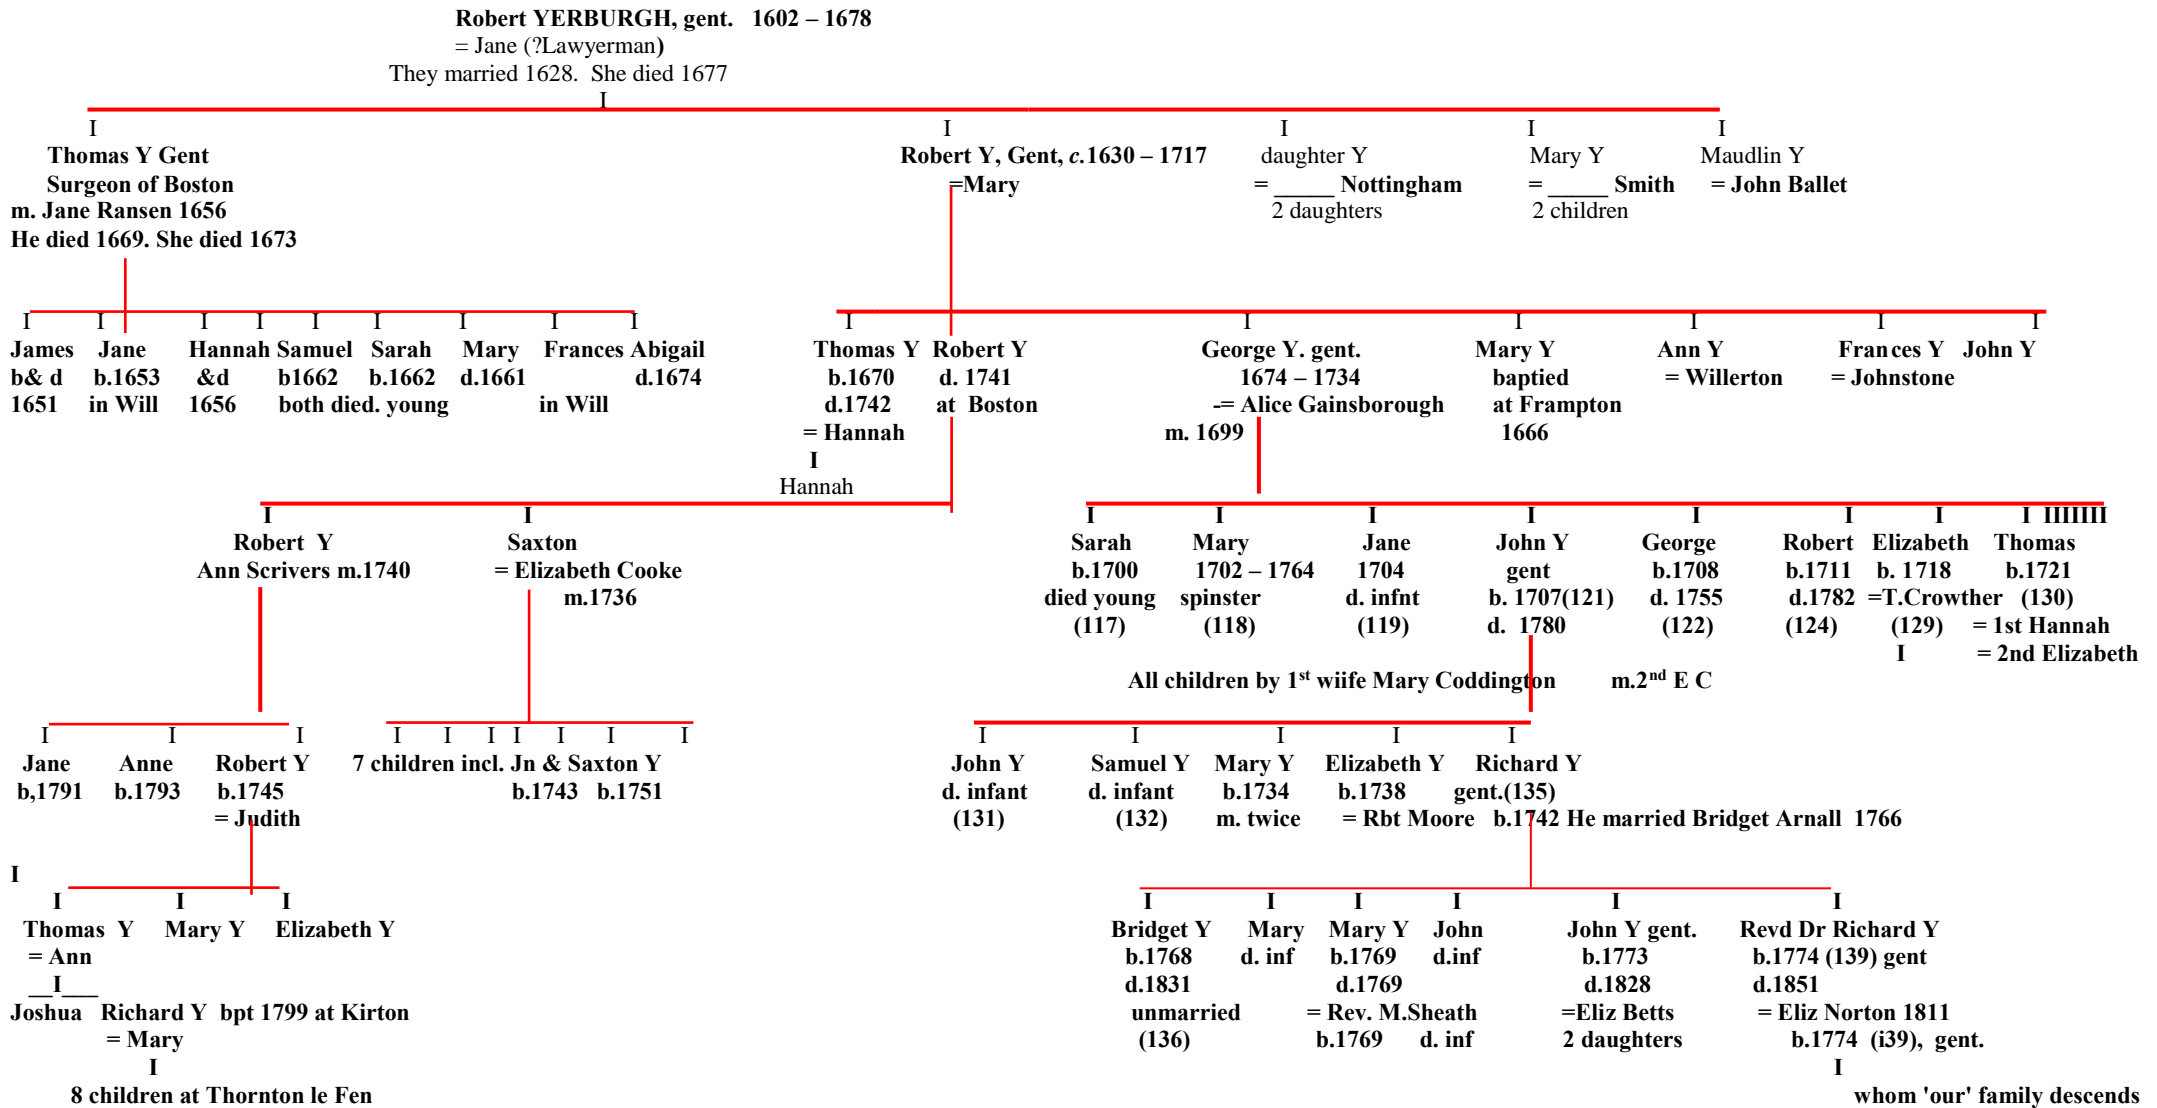 Robert YERBURGH, gent. 1602 – 1678
= Jane (?Lawyerman)
They married 1628. She died 1677
I
I I I I I
Thomas Y Gent Robert Y, Gent, c.1630 – 1717 daughter Y Mary Y Maudlin Y
Surgeon of Boston =Mary = _____ Nottingham = _____ Smith = John Ballet
m. Jane Ransen 1656 2 daughters 2 children
He died 1669. She died 1673
I I I I I I I I I I I I I I I
James Jane Hannah Samuel Sarah Mary Frances Abigail Thomas Y Robert Y George Y. gent. Mary Y Ann Y Frances Y John Y
b& d b.1653 &d b1662 b.1662 d.1661 d.1674 b.1670 d. 1741 1674 – 1734 baptied = Willerton = Johnstone
1651 in Will 1656 both died. young in Will d.1742 at Boston -= Alice Gainsborough at Frampton
= Hannah m. 1699 1666
I
Hannah
I I I I I I I I I I IIIIIII
Robert Y Saxton Sarah Mary Jane John Y George Robert Elizabeth Thomas
Ann Scrivers m.1740 = Elizabeth Cooke b.1700 1702 – 1764 1704 gent b.1708 b.1711 b. 1718 b.1721
m.1736 died young spinster d. infnt b. 1707(121) d. 1755 d.1782 =T.Crowther (130)
(117) (118) (119) d. 1780 (122) (124) (129) = 1st Hannah
I = 2nd Elizabeth
All children by 1st wiife Mary Coddington m.2nd E C
I I I I I I I I I I I I I I I
Jane Anne Robert Y 7 children incl. Jn & Saxton Y John Y Samuel Y Mary Y Elizabeth Y Richard Y
b,1791 b.1793 b.1745 b.1743 b.1751 d. infant d. infant b.1734 b.1738 gent.(135)
= Judith (131) (132) m. twice = Rbt Moore b.1742 He married Bridget Arnall 1766
I
I I I I I I I I I
Thomas Y Mary Y Elizabeth Y Bridget Y Mary Mary Y John John Y gent. Revd Dr Richard Y
= Ann b.1768 d. inf b.1769 d.inf b.1773 b.1774 (139) gent
__I___ d.1831 d.1769 d.1828 d.1851
Joshua Richard Y bpt 1799 at Kirton unmarried = Rev. M.Sheath =Eliz Betts = Eliz Norton 1811
= Mary (136) b.1769 d. inf 2 daughters b.1774 (i39), gent.
I I
8 children at Thornton le Fen whom 'our' family descends